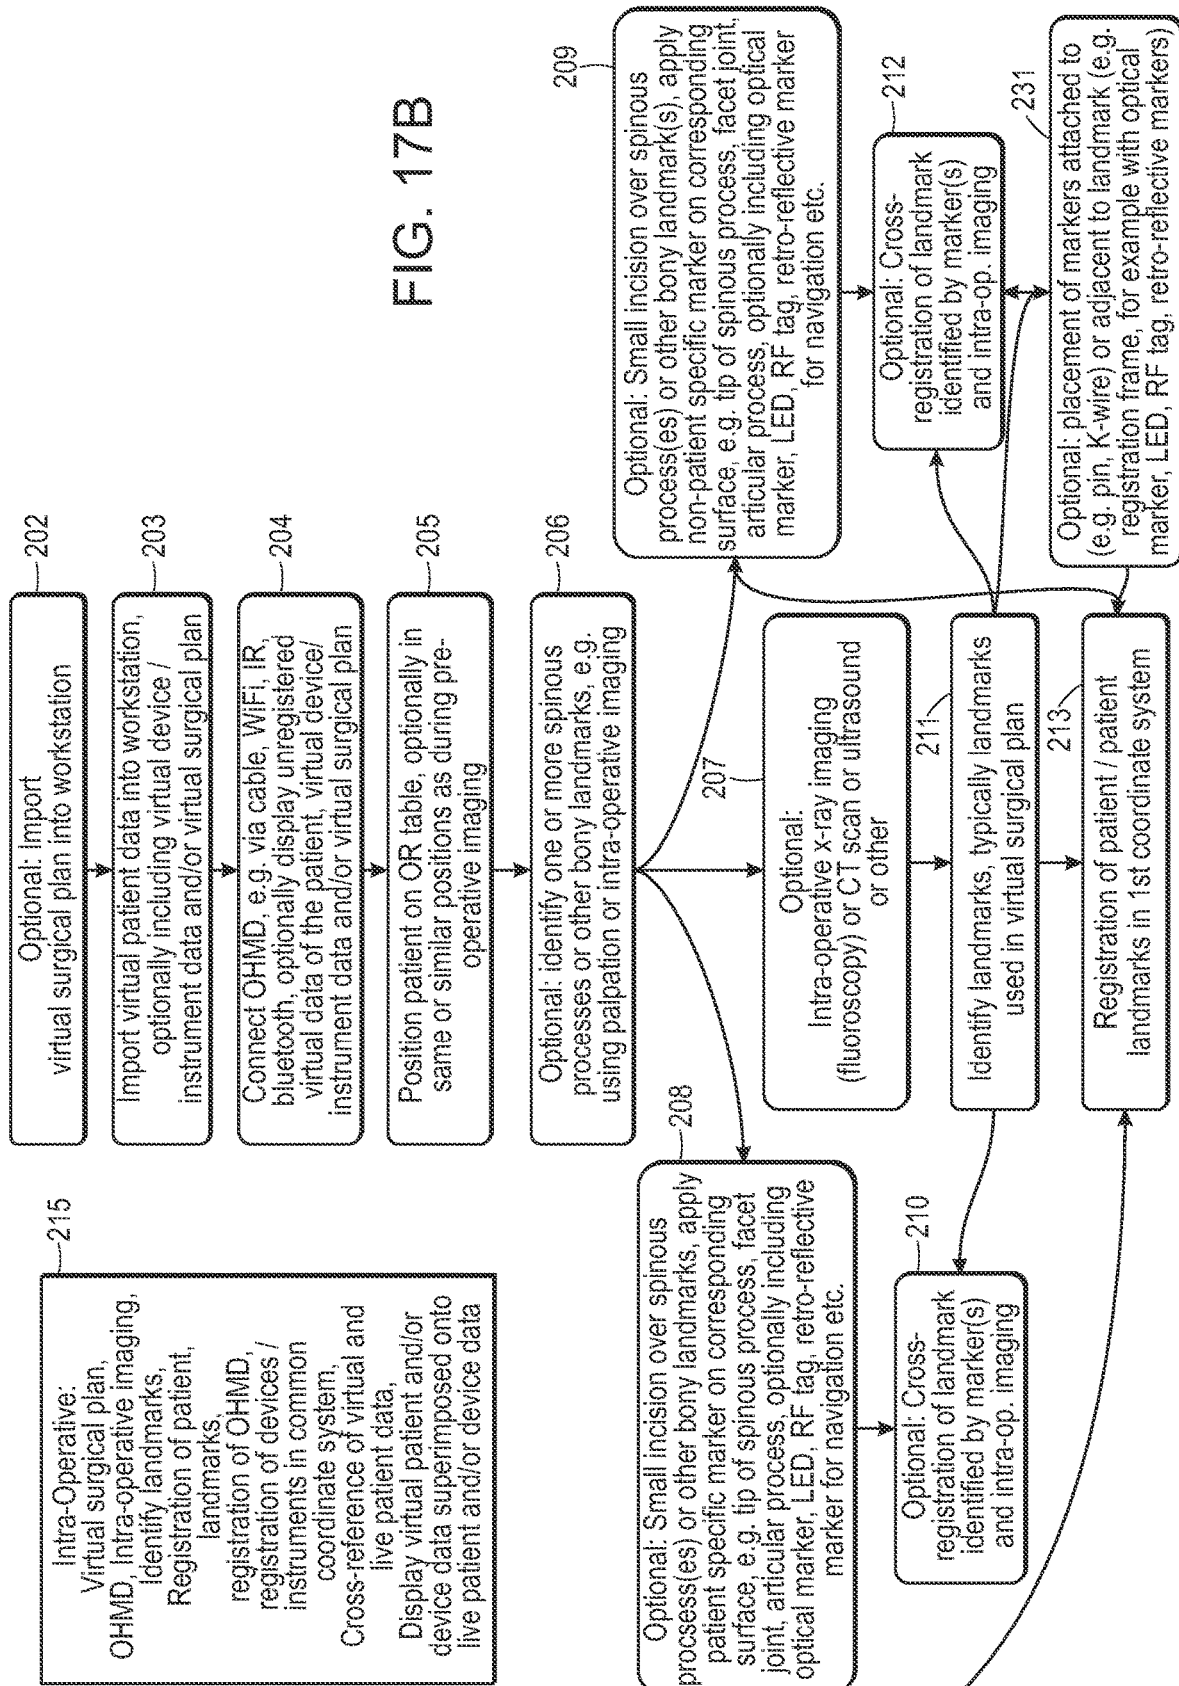 Intra-Operative:
Virtual surgical plan,
OHMD, Intra-operative imaging,
Identify landmarks,
Registration of patient,
landmarks,
registration of OHMD,
registration of devices /
instruments in common
coordinate system,
Cross-reference of virtual and
live patient data,
Display virtual patient and/or
device data superimposed onto
live patient and/or device data
215
Optional: Import
virtual surgical plan into workstation
202
Import virtual patient data into workstation,
optionally including virtual device /
instrument data and/or virtual surgical plan
203
Connect OHMD, e.g. via cable, WiFi, IR,
bluetooth, optionally display unregistered
virtual data of the patient, virtual device/
instrument data and/or virtual surgical plan
204
Position patient on OR table, optionally in
same or similar positions as during pre-
operative imaging
205
Optional: identify one or more spinous
processes or other bony landmarks, e.g.
using palpation or intra-operative imaging
206
FIG. 17B
Optional: Small incision over spinous
procsess(es) or other bony landmarks, apply
patient specific marker on corresponding
surface, e.g. tip of spinous process, facet
joint, articular process, optionally including
optical marker, LED, RF tag, retro-reflective
marker for navigation etc.
208
Optional:
Intra-operative x-ray imaging
(fluoroscopy) or CT scan or ultrasound
or other
207
Optional: Small incision over spinous
process(es) or other bony landmark(s), apply
non-patient specific marker on corresponding
surface, e.g. tip of spinous process, facet joint,
articular process, optionally including optical
marker, LED, RF tag, retro-reflective marker
for navigation etc.
209
Optional: Cross-
registration of landmark
identified by marker(s)
and intra-op. imaging
210
Identify landmarks, typically landmarks
used in virtual surgical plan
211
Optional: Cross-
registration of landmark
identified by marker(s)
and intra-op. imaging
212
Registration of patient / patient
landmarks in 1st coordinate system
213
Optional: placement of markers attached to
(e.g. pin, K-wire) or adjacent to landmark (e.g.
registration frame, for example with optical
marker, LED, RF tag, retro-reflective markers)
231